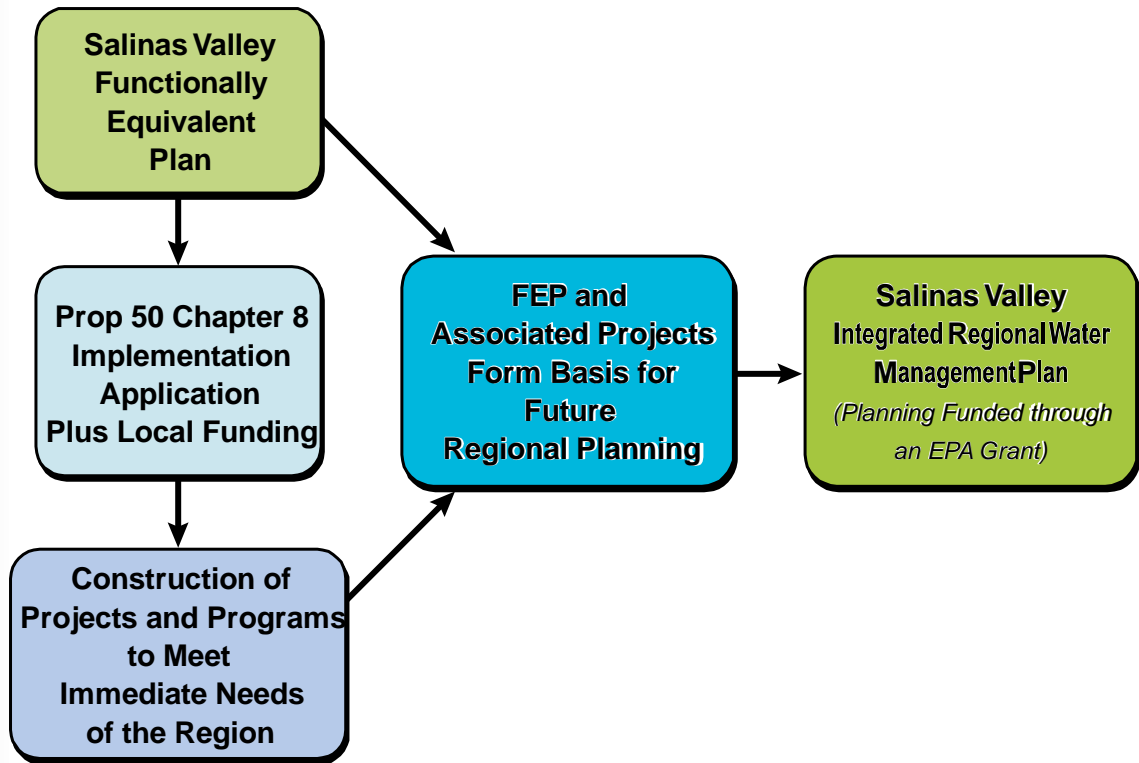 Salinas Valley
Functionally
Equivalent
Plan
Prop 50 Chapter 8
Implementation
Application
Plus Local Funding
Construction of
Projects and Programs
to Meet
Immediate Needs
of the Region
FEP and
Associated Projects
Form Basis for
Future
Regional Planning
Salinas Valley
Integrated Regional Water
Management Plan
(Planning Funded through
an EPA Grant)